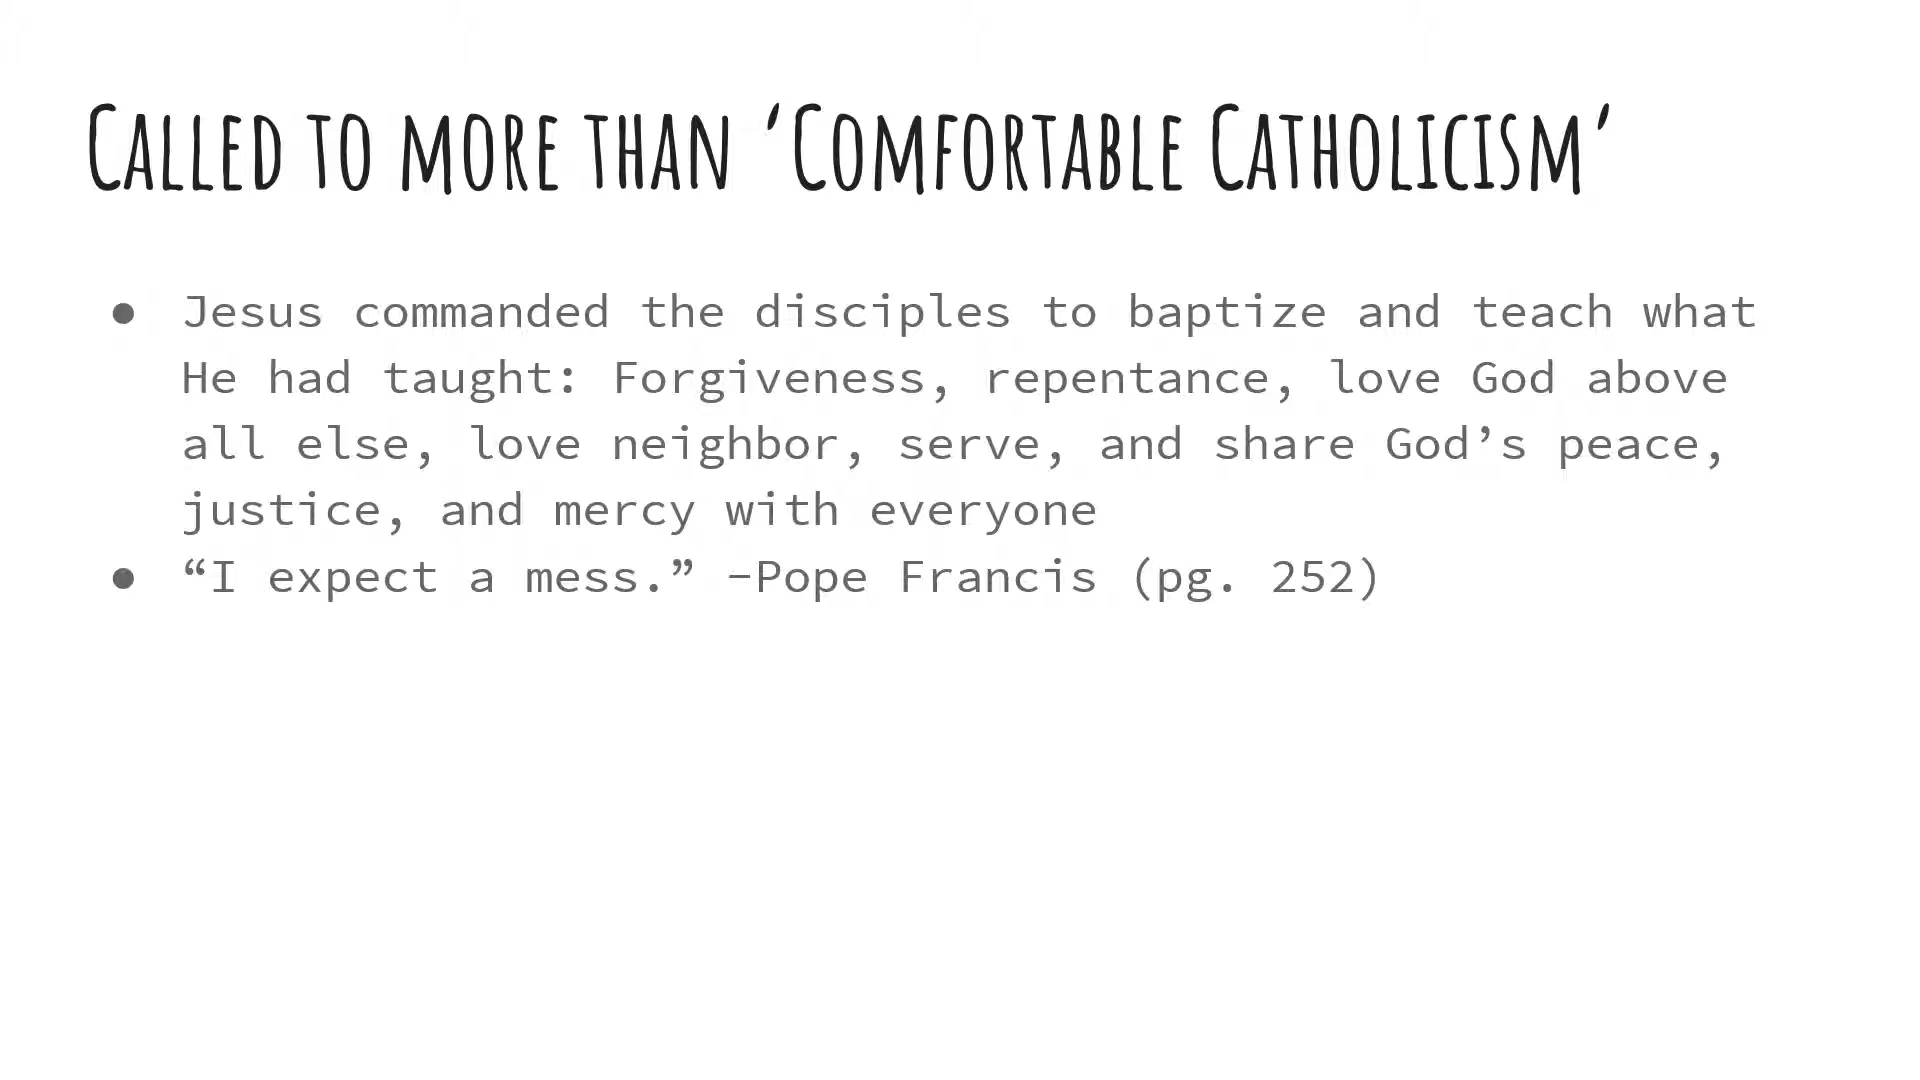 Called to more than ‘Comfortable Catholicism’
● Jesus commanded the disciples to baptize and teach what
He had taught: Forgiveness, repentance, love God above
all else, love neighbor, serve, and share God’s peace,
justice, and mercy with everyone
● “I expect a mess.” –Pope Francis (pg. 252)